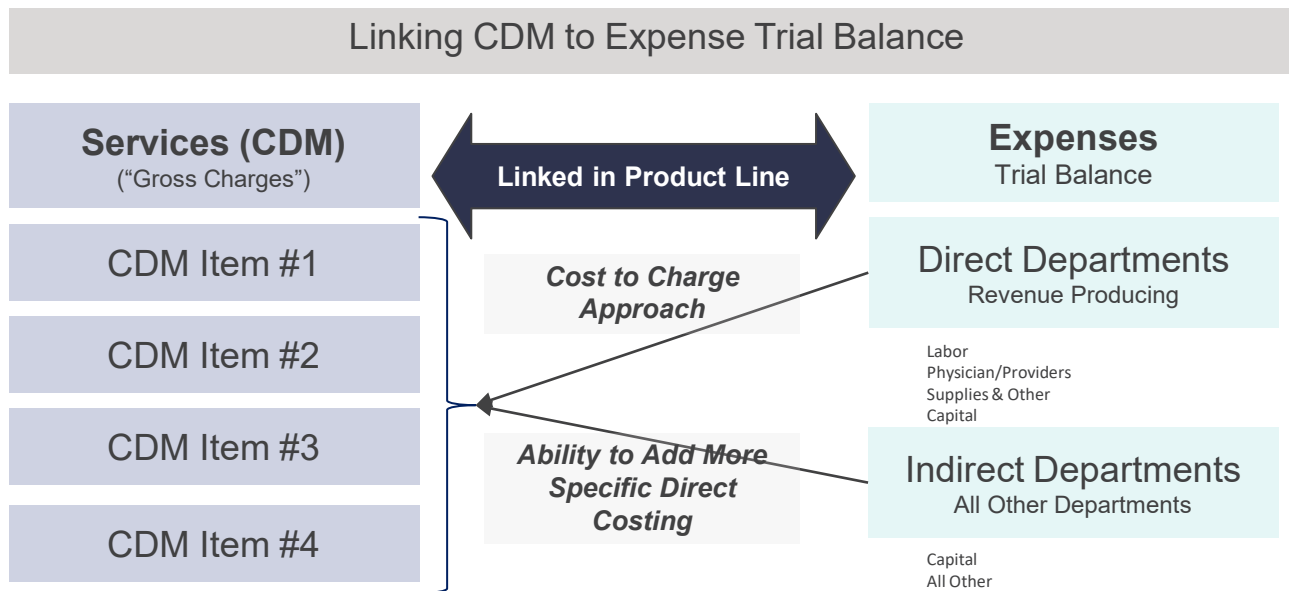 Linking CDM to Expense Trial Balance
Services (CDM)
(“Gross Charges”)
CDM Item #1
CDM Item #2
CDM Item #3
CDM Item #4
Linked in Product Line
Cost to Charge
Approach
Ability to Add More
Specific Direct
Costing
Expenses
Trial Balance
Direct Departments
Revenue Producing
Labor
Physician/Providers
Supplies & Other
Capital
Indirect Departments
All Other Departments
Capital
All Other